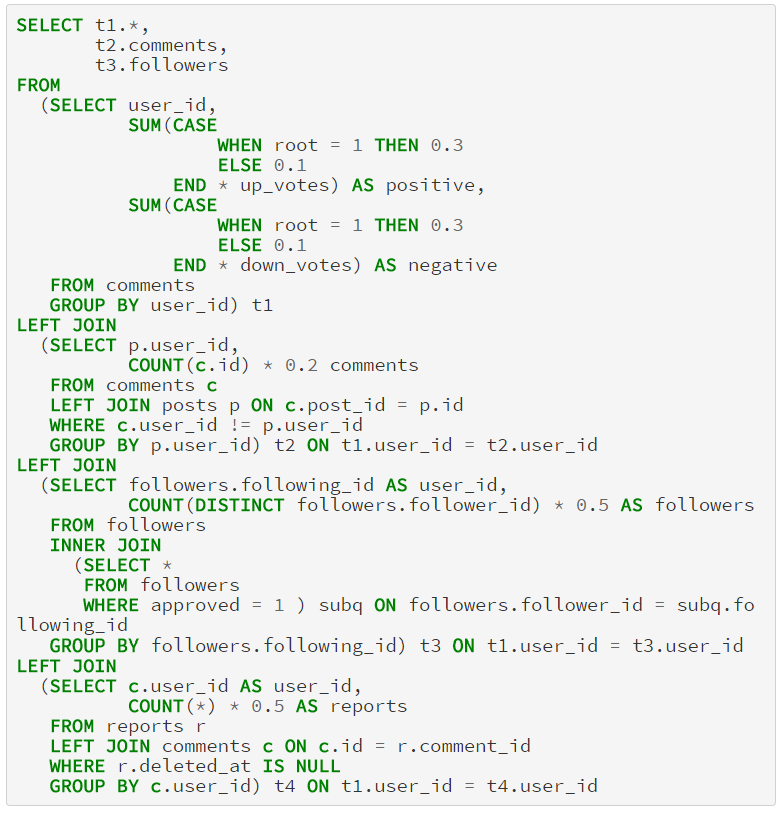 SELECT t1.*,
       t2.comments,
       t3.followers
FROM
  (SELECT user_id,
          SUM(CASE
                  WHEN root = 1 THEN 0.3
                  ELSE 0.1
              END * up_votes) AS positive,
          SUM(CASE
                  WHEN root = 1 THEN 0.3
                  ELSE 0.1
              END * down_votes) AS negative
   FROM comments
   GROUP BY user_id) t1
LEFT JOIN
  (SELECT p.user_id,
          COUNT(c.id) * 0.2 comments
   FROM comments c
   LEFT JOIN posts p ON c.post_id = p.id
   WHERE c.user_id != p.user_id
   GROUP BY p.user_id) t2 ON t1.user_id = t2.user_id
LEFT JOIN
  (SELECT followers.following_id AS user_id,
          COUNT(DISTINCT followers.follower_id) * 0.5 AS followers
   FROM followers
   INNER JOIN
     (SELECT *
      FROM followers
      WHERE approved = 1 ) subq ON followers.follower_id = subq.fo
llowing_id
   GROUP BY followers.following_id) t3 ON t1.user_id = t3.user_id
LEFT JOIN
  (SELECT c.user_id AS user_id,
          COUNT(*) * 0.5 AS reports
   FROM reports r
   LEFT JOIN comments c ON c.id = r.comment_id
   WHERE r.deleted_at IS NULL
   GROUP BY c.user_id) t4 ON t1.user_id = t4.user_id